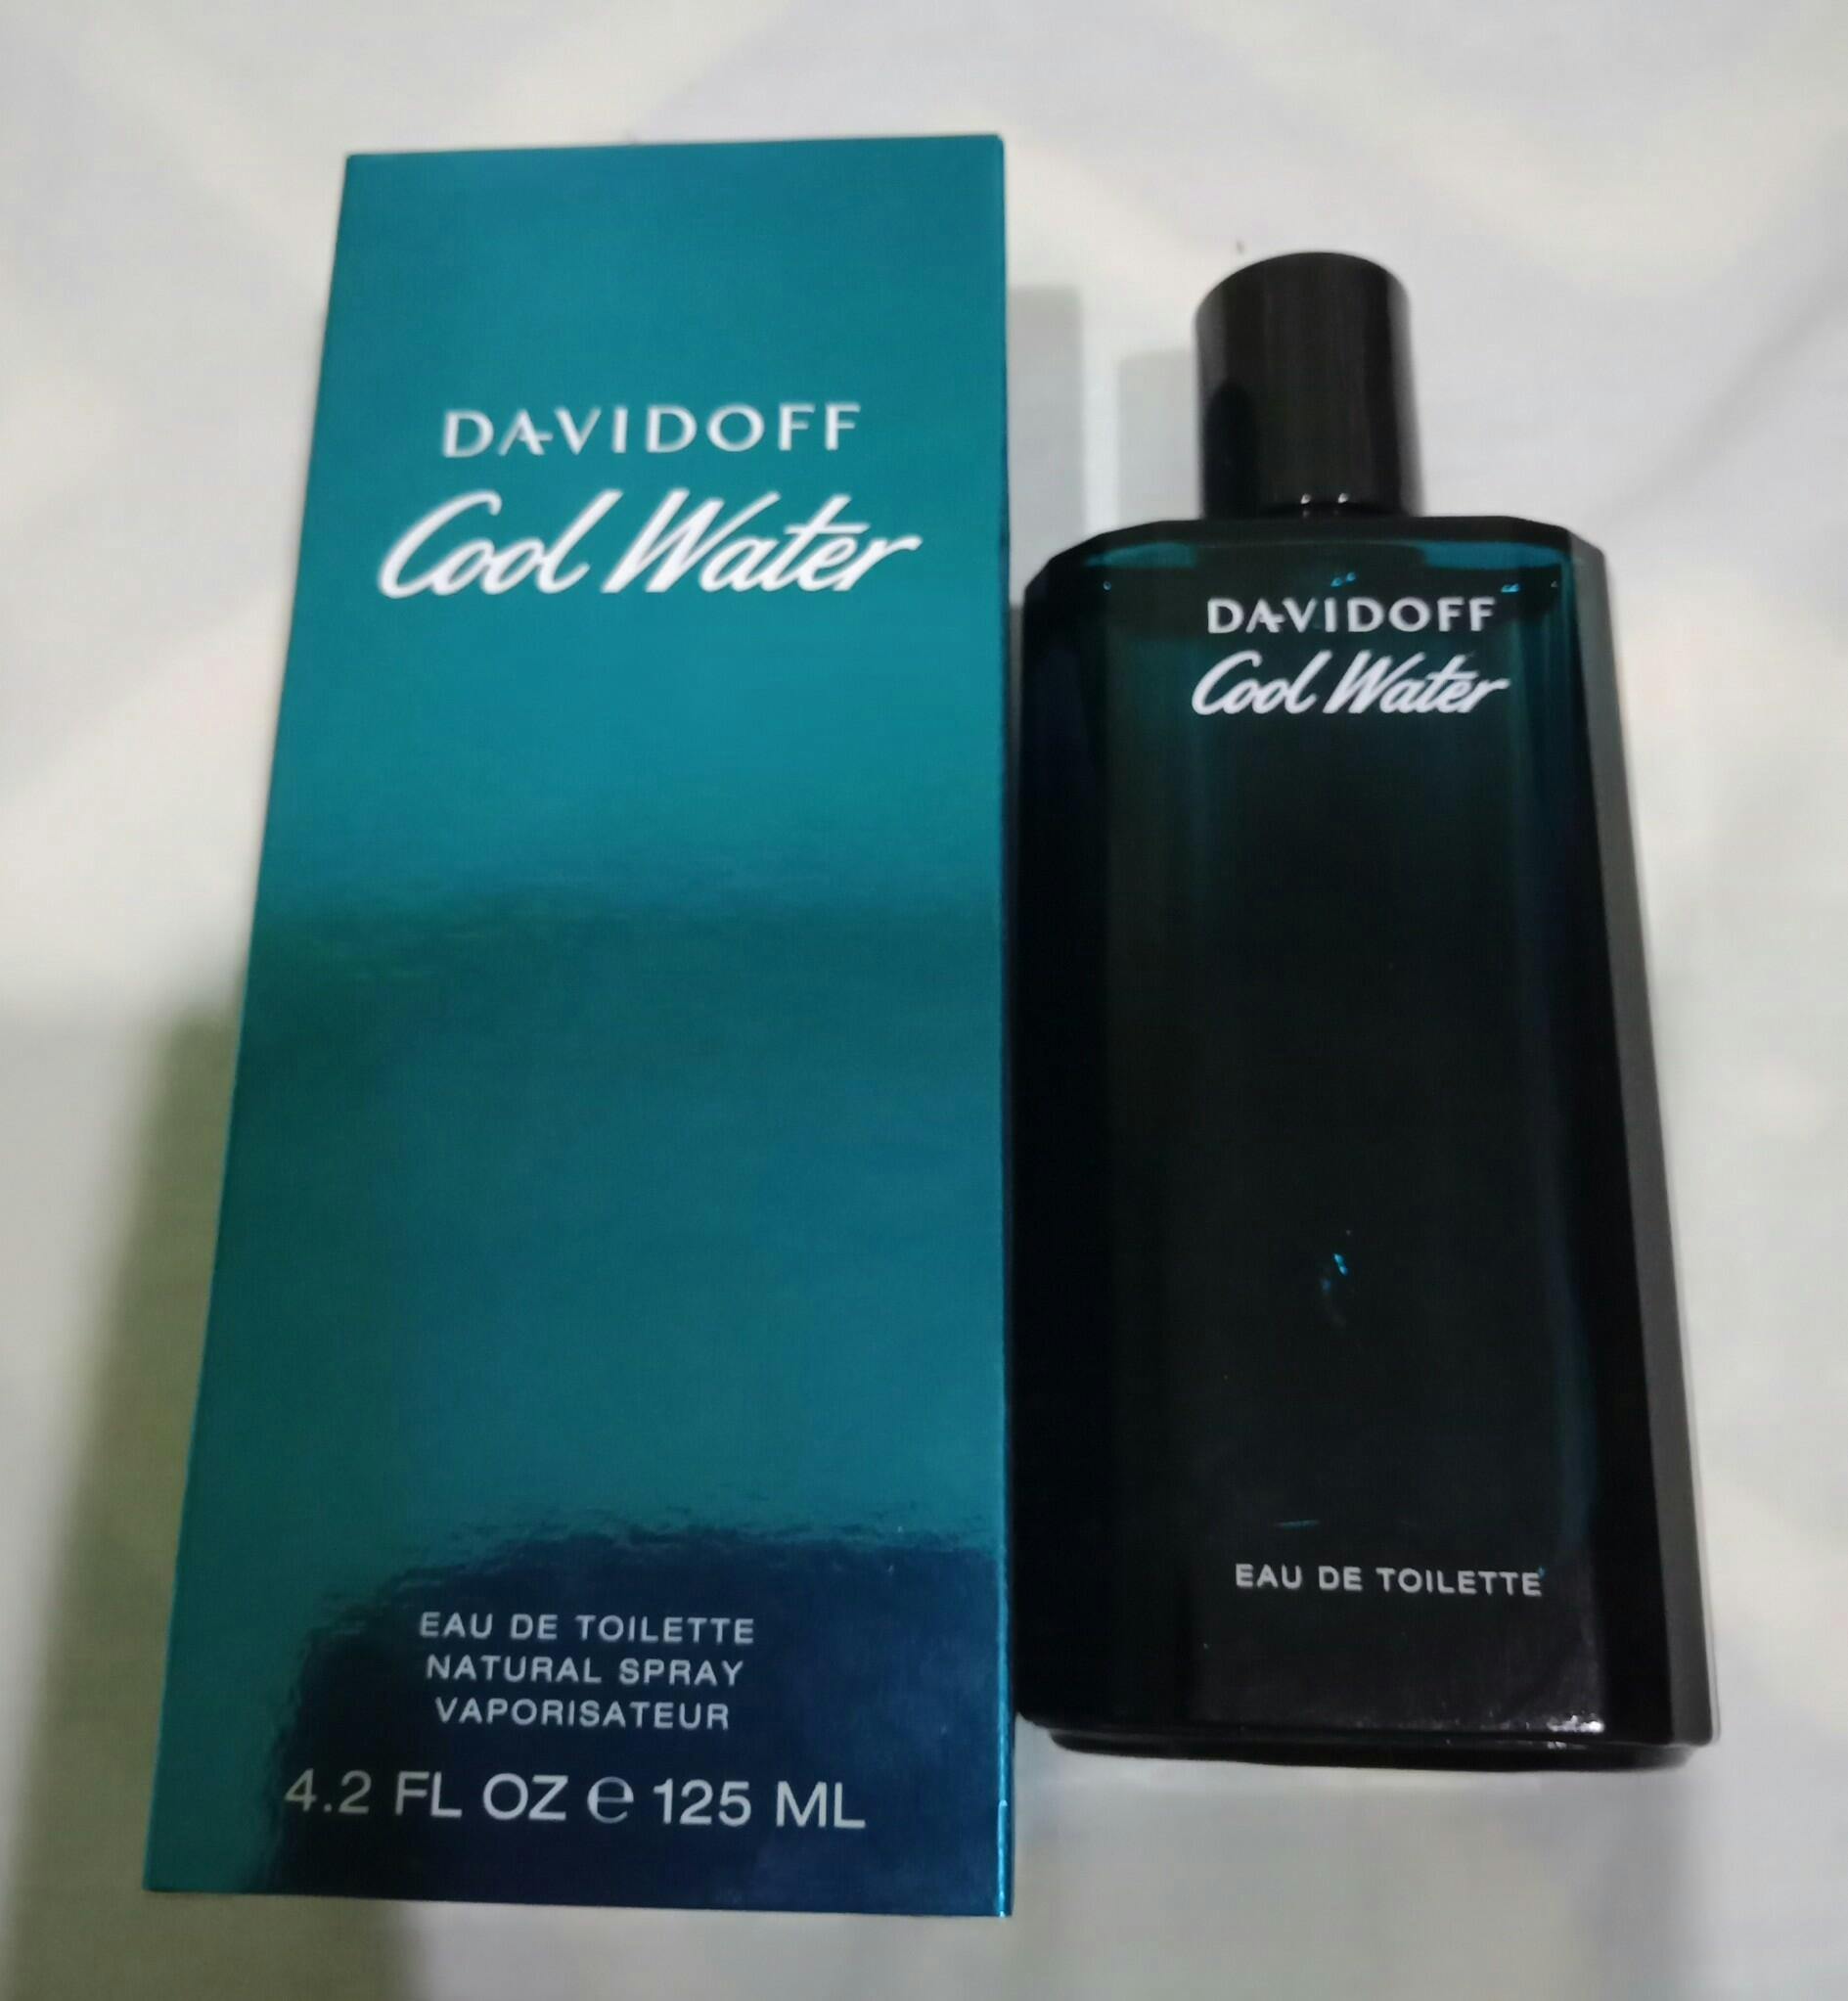 DAVIDOFF
Cool Water
EAU DE TOILETTE
NATURAL SPRAY
VAPORISATEUR
4.2 FL OZ ℮ 125 ML
DAVIDOFF
Cool Water
EAU DE TOILETTE